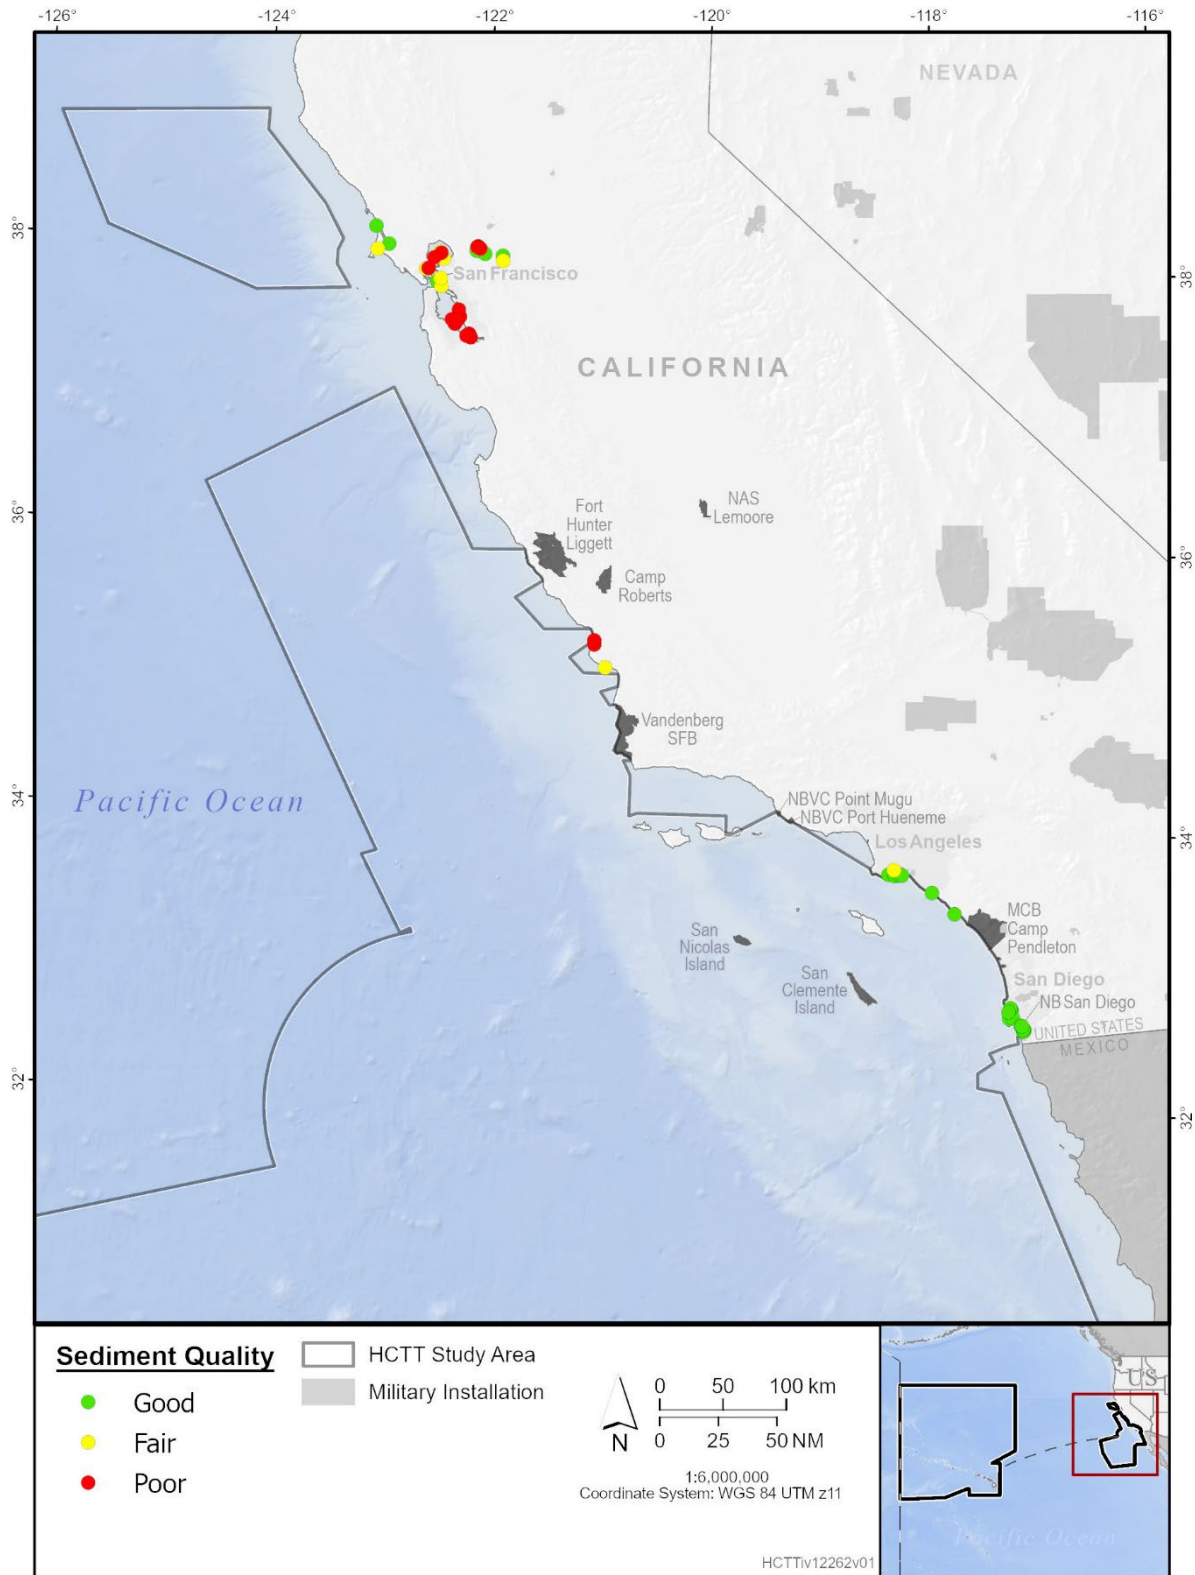 -126°
-124°
-122°
-120°
-118°
-116°
NEVADA
38°
38°
San Francisco
CALIFORNIA
36°
36°
Fort
Hunter
Liggett
NAS
Lemoore
Camp
Roberts
Vandenberg
SFB
34°
34°
Pacific Ocean
NBVC Point Mugu
NBVC Port Hueneme
Los Angeles
MCB
Camp
Pendleton
San
Nicolas
Island
San
Clemente
Island
San Diego
NB San Diego
UNITED STATES
MEXICO
32°
32°
Sediment Quality
Good
Fair
Poor
HCTT Study Area
Military Installation
N
0 50 100 km
0 25 50 NM
1:6,000,000
Coordinate System: WGS 84 UTM z11
HCTTiv12262v01
US
Pacific Ocean